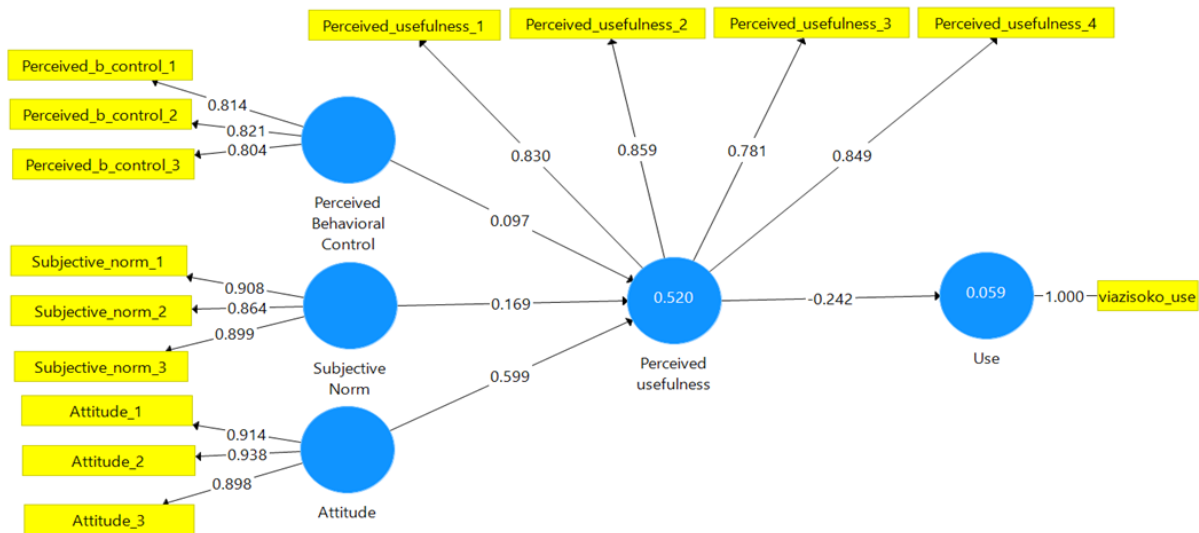 Perceived_usefulness_1
Perceived_usefulness_2
Perceived_usefulness_3
Perceived_usefulness_4
Perceived_b_control_1
Perceived_b_control_2
Perceived_b_control_3
0.814
0.821
0.804
Perceived
Behavioral
Control
0.830
0.859
0.781
0.849
0.097
Subjective_norm_1
Subjective_norm_2
Subjective_norm_3
0.908
0.864
0.899
Subjective
Norm
0.169
0.520
Perceived
usefulness
-0.242
0.059
Use
1.000
viazisoko_use
0.599
Attitude_1
Attitude_2
Attitude_3
0.914
0.938
0.898
Attitude